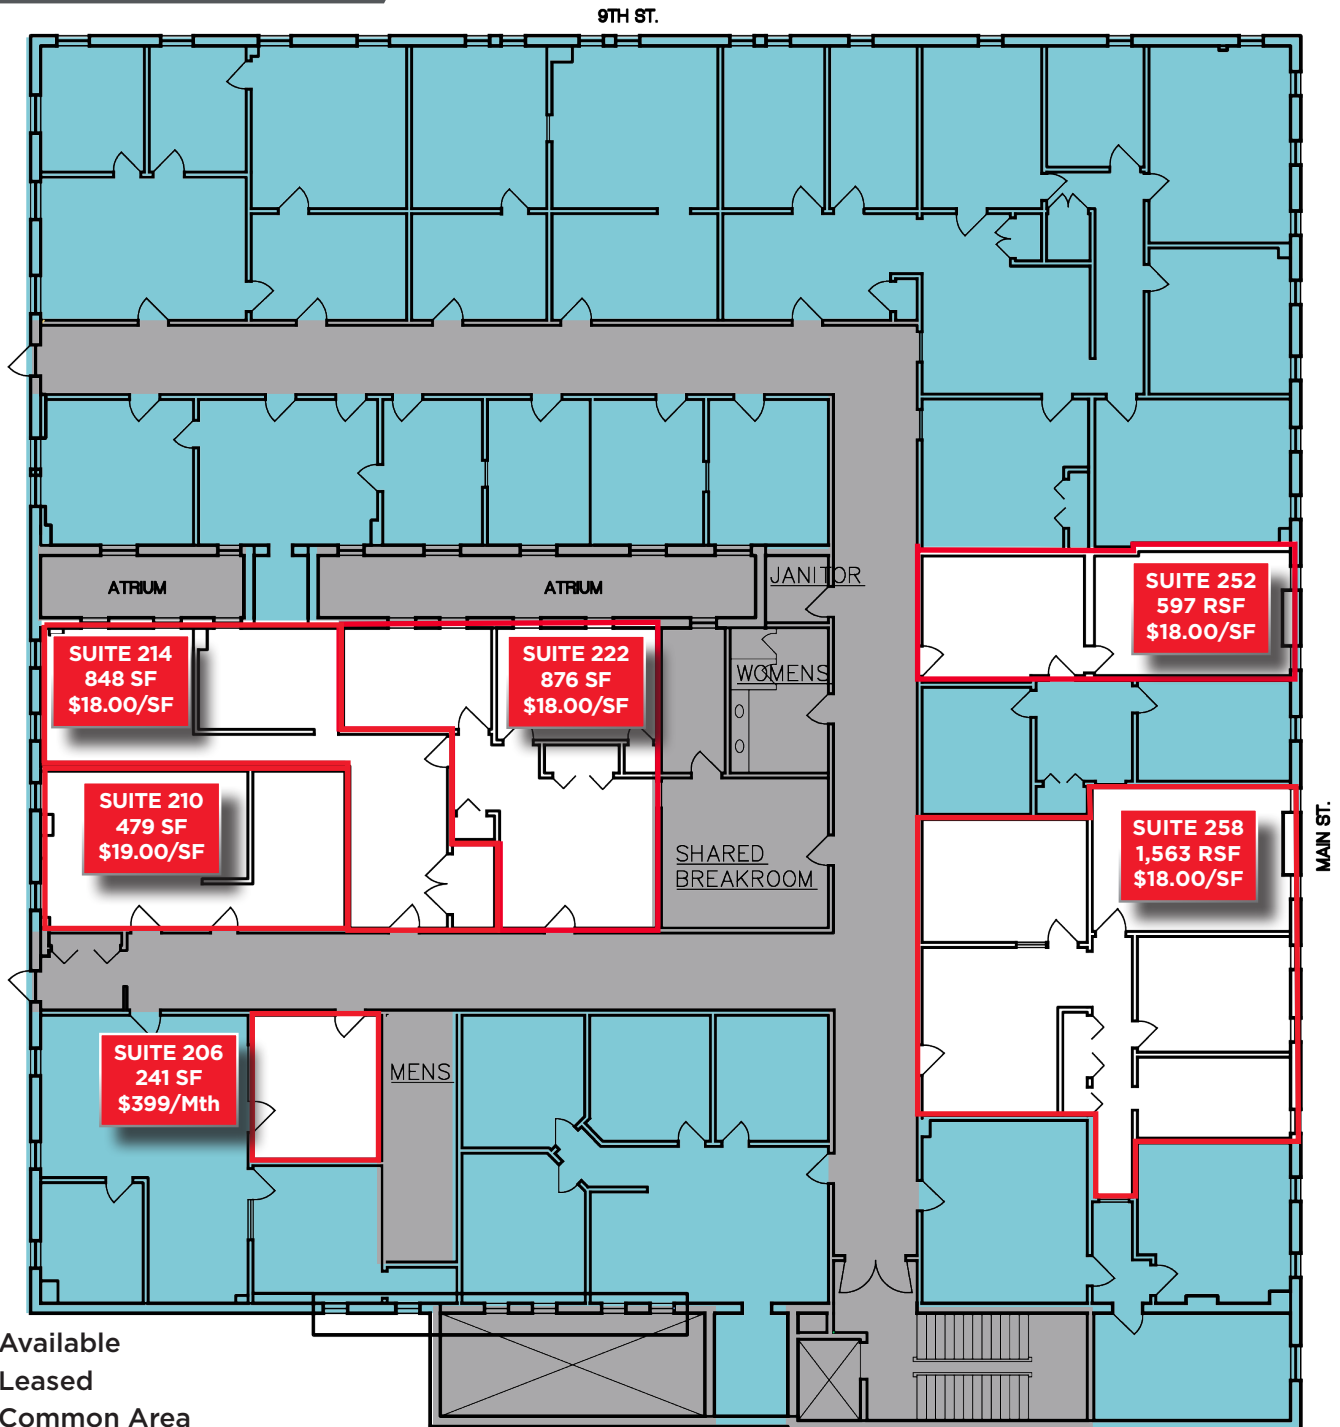 9TH ST.
ATRIUM
ATRIUM
JANITOR
SUITE 252
597 RSF
$18.00/SF
SUITE 214
848 SF
$18.00/SF
SUITE 222
876 SF
$18.00/SF
WOMENS
SUITE 210
479 SF
$19.00/SF
SHARED
BREAKROOM
SUITE 258
1,563 RSF
$18.00/SF
MAIN ST.
SUITE 206
241 SF
$399/Mth
MENS
Available
Leased
Common Area